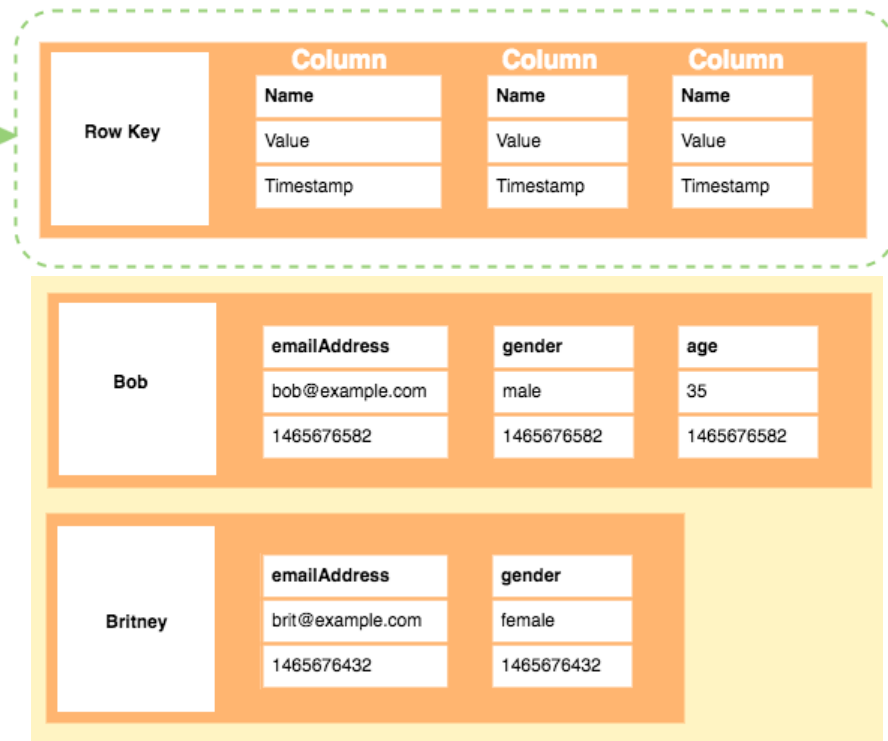 Column Column Column
Name Name Name
Row Key
Value Value Value
Timestamp Timestamp Timestamp
emailAddress gender age
Bob
bob@example.com male 35
1465676582 1465676582 1465676582
emailAddress gender
Britney
brit@example.com female
1465676432 1465676432